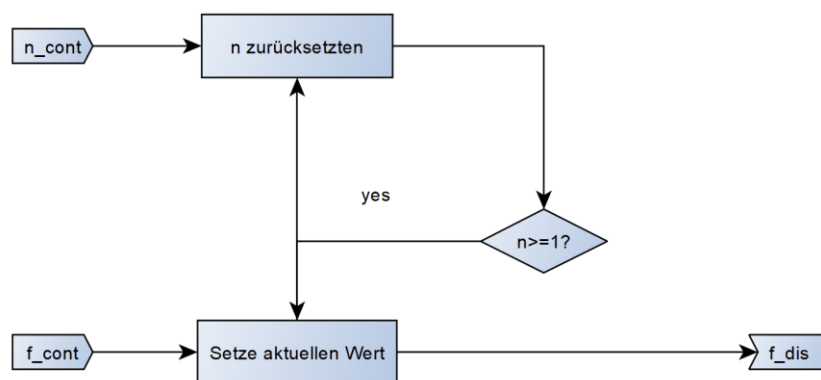 n_cont
n zurücksetzten
yes
n>=1?
f_cont
Setze aktuellen Wert
f_dis